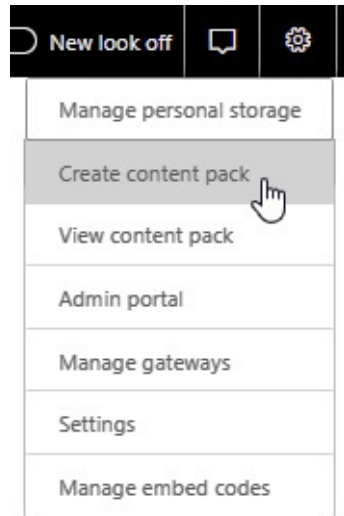 New look off
Manage personal storage
Create content pack
View content pack
Admin portal
Manage gateways
Settings
Manage embed codes